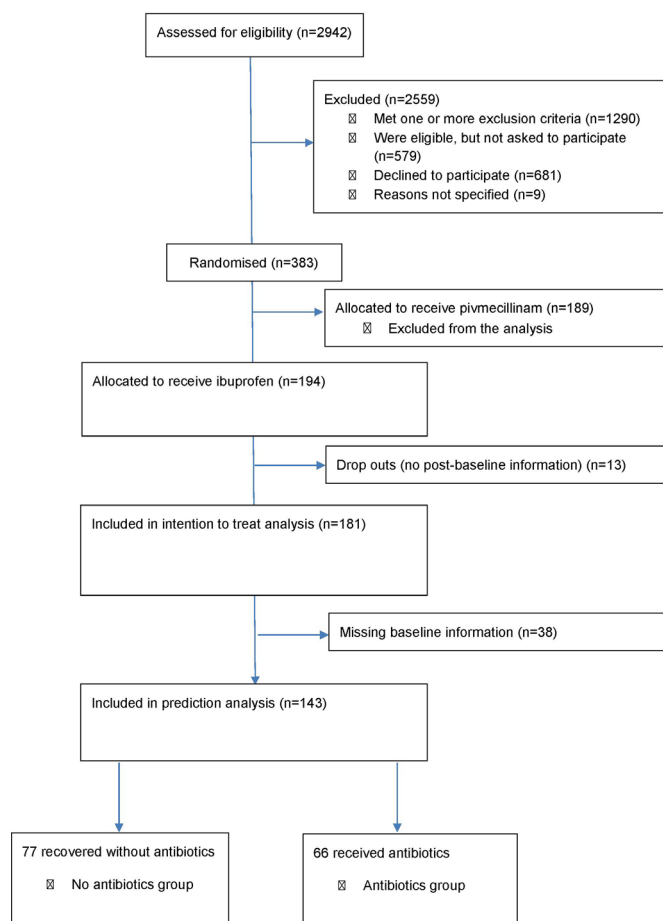 Assessed for eligibility (n=2942)
Excluded (n=2559)
Met one or more exclusion criteria (n=1290)
Were eligible, but not asked to participate
(n=579)
Declined to participate (n=681)
Reasons not specified (n=9)
Randomised (n=383)
Allocated to receive pivmecillinam (n=189)
Excluded from the analysis
Allocated to receive ibuprofen (n=194)
Drop outs (no post-baseline information) (n=13)
Included in intention to treat analysis (n=181)
Missing baseline information (n=38)
Included in prediction analysis (n=143)
77 recovered without antibiotics
No antibiotics group
66 received antibiotics
Antibiotics group